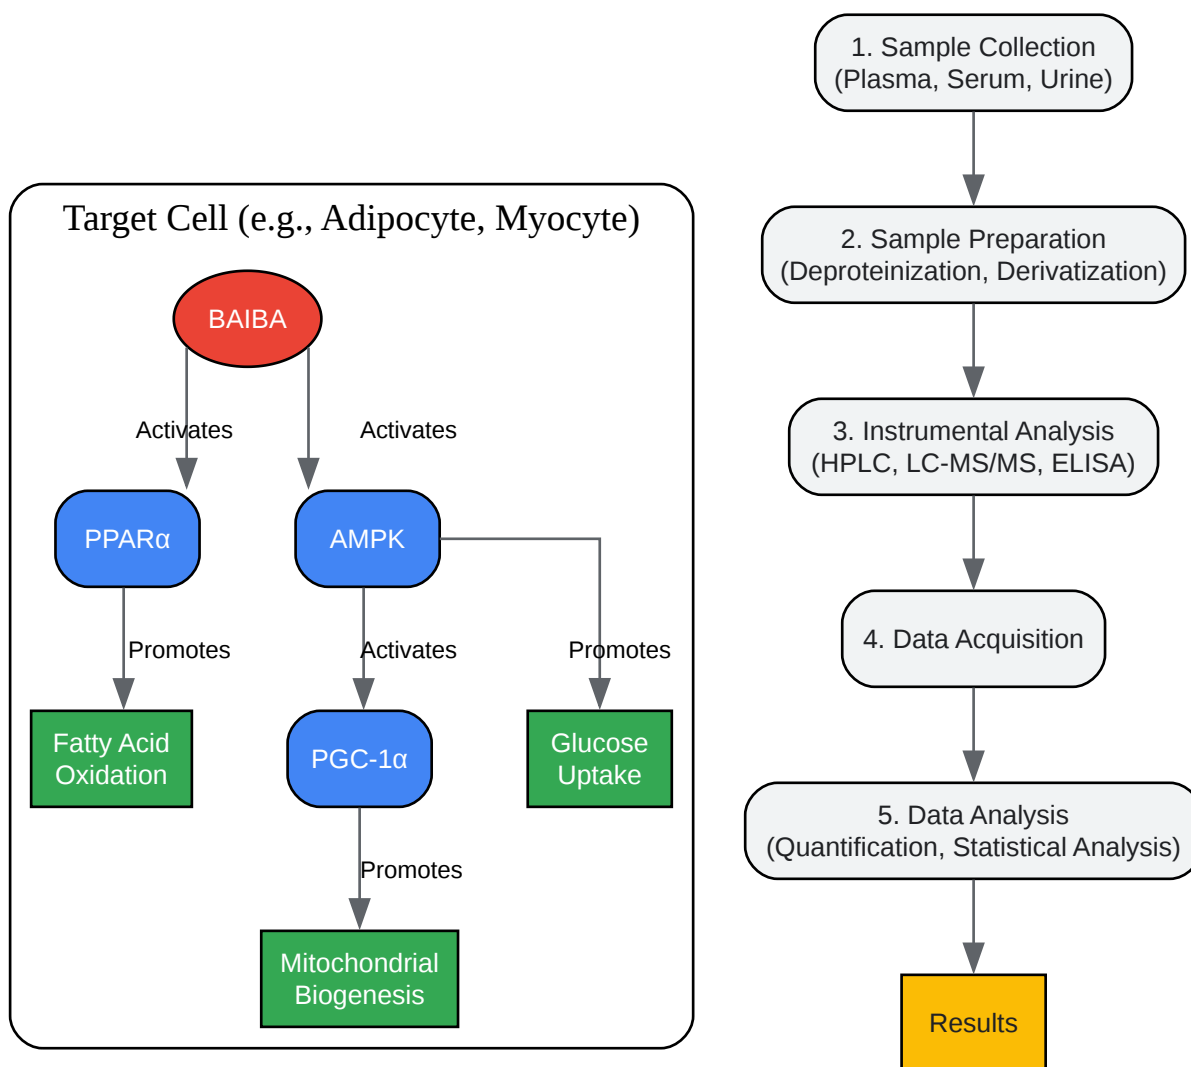 Target Cell (e.g., Adipocyte, Myocyte)
BAIBA
Activates
Activates
PPARα
AMPK
Promotes
Activates
Promotes
Fatty Acid
Oxidation
PGC-1α
Glucose
Uptake
Promotes
Mitochondrial
Biogenesis
1. Sample Collection
(Plasma, Serum, Urine)
2. Sample Preparation
(Deproteinization, Derivatization)
3. Instrumental Analysis
(HPLC, LC-MS/MS, ELISA)
4. Data Acquisition
5. Data Analysis
(Quantification, Statistical Analysis)
Results